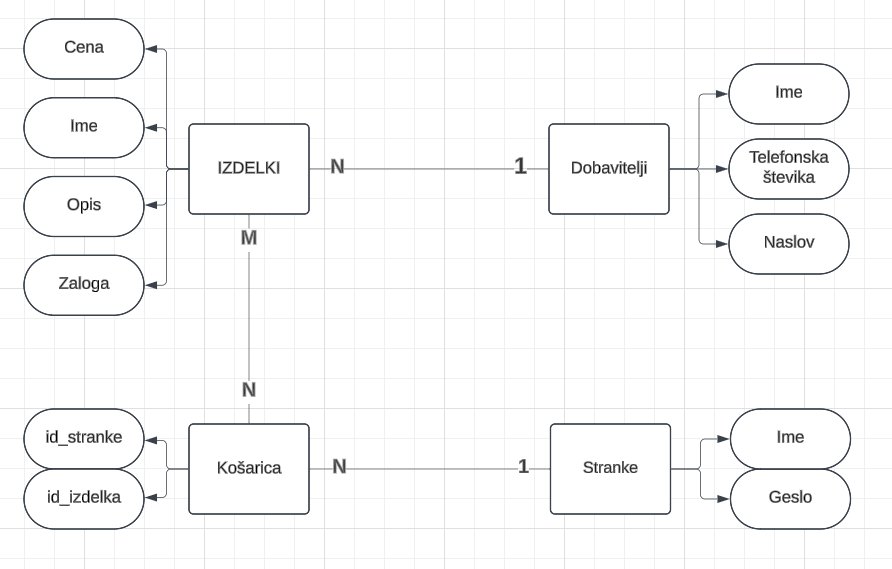 Cena
Ime
Opis
Zaloga
IZDELKI
N
1
Dobavitelji
Ime
Telefonska
števika
Naslov
M
N
id_stranke
id_izdelka
Košarica
N
1
Stranke
Ime
Geslo